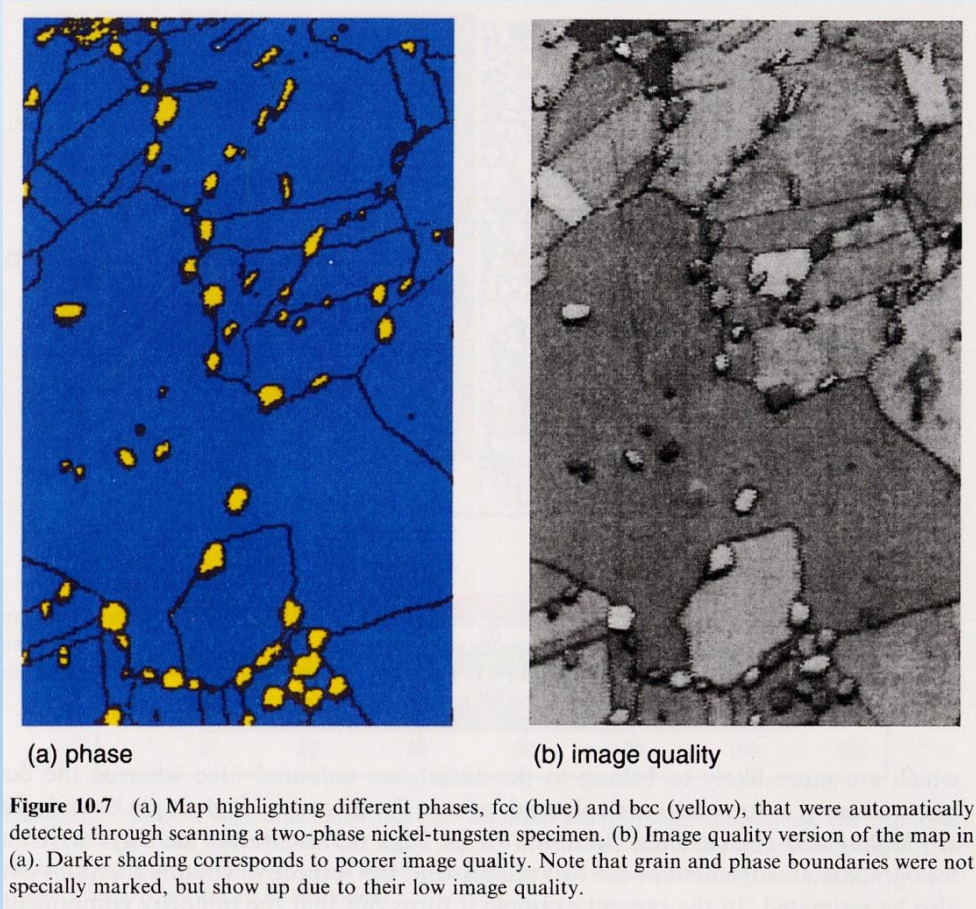 (a) phase
(b) image quality
Figure 10.7 (a) Map highlighting different phases, fcc (blue) and bcc (yellow), that were automatically
detected through scanning a two-phase nickel-tungsten specimen. (b) Image quality version of the map in
(a). Darker shading corresponds to poorer image quality. Note that grain and phase boundaries were not
specially marked, but show up due to their low image quality.